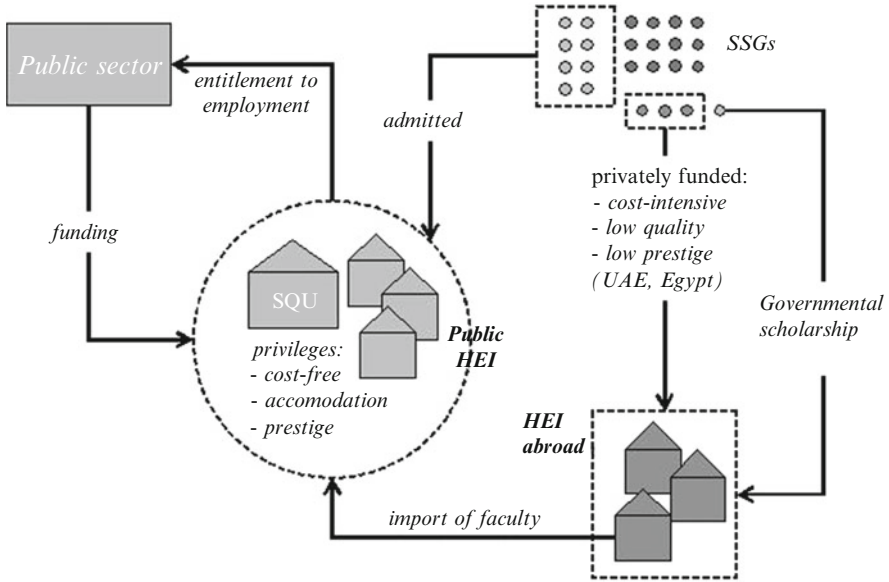 Public sector
entitlement to
employment
SSGs
admitted
funding
privately funded:
- cost-intensive
- low quality
- low prestige
(UAE, Egypt)
Governmental
scholarship
SQU
Public
HEI
privileges:
- cost-free
- accomodation
- prestige
HEI
abroad
import of faculty